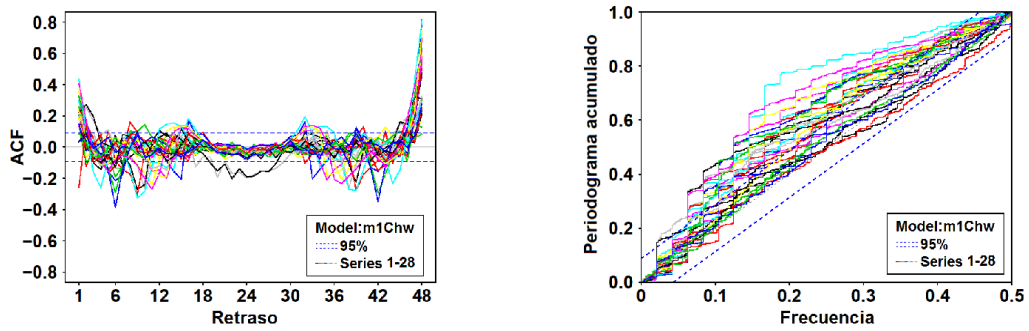 ACF
0.8
0.6
0.4
0.2
0.0
−0.2
−0.4
−0.6
−0.8
1 6 12 18 24 30 36 42 48
Retraso
Model:m1Chw
95%
Series 1-28
Periodograma acumulado
1.0
0.8
0.6
0.4
0.2
0.0
0 0.1 0.2 0.3 0.4 0.5
Frecuencia
Model:m1Chw
95%
Series 1-28